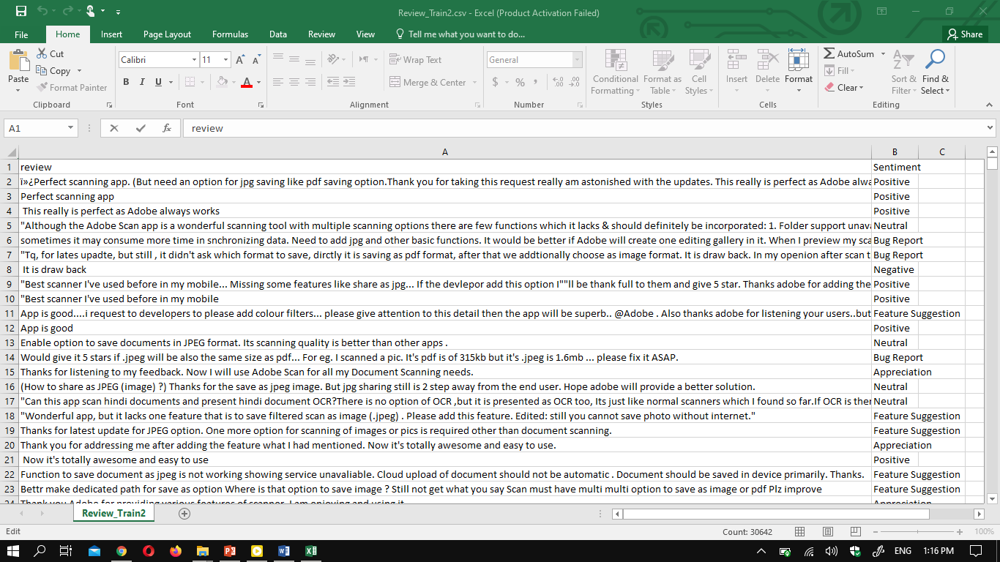 Review_Train2.csv - Excel (Product Activation Failed)
File Home Insert Page Layout Formulas Data Review View Tell me what you want to do... Share
Paste
Cut
Copy
Format Painter
Clipboard
Calibri 11
B I U
Font
Wrap Text
Merge & Center
Alignment
General
$ % ,
Number
Conditional Formatting
Format as Table
Cell Styles
Styles
Insert Delete Format
Cells
AutoSum
Fill
Clear
Sort & Filter
Find & Select
Editing
A1 fx review
A B C
1 review Sentiment
2 ï»¿Perfect scanning app. (But need an option for jpg saving like pdf saving option.Thank you for taking this request really am astonished with the updates. This really is perfect as Adobe alwa Positive
3 Perfect scanning app Positive
4 This really is perfect as Adobe always works Positive
5 "Although the Adobe Scan app is a wonderful scanning tool with multiple scanning options there are few functions which it lacks & should definitely be incorporated: 1. Folder support unav Neutral
6 sometimes it may consume more time in snchronizing data. Need to add jpg and other basic functions. It would be better if Adobe will create one editing gallery in it. When I preview my sca Bug Report
7 "Tq, for lates upadte, but still , it didn't ask which format to save, dirctly it is saving as pdf format, after that we addtionally choose as image format. It is draw back. In my openion after scan t Bug Report
8 It is draw back Negative
9 "Best scanner I've used before in my mobile... Missing some features like share as jpg... If the devlepor add this option I""ll be thank full to them and give 5 star. Thanks adobe for adding the Positive
10 "Best scanner I've used before in my mobile Positive
11 App is good....i request to developers to please add colour filters... please give attention to this detail then the app will be superb.. @Adobe . Also thanks adobe for listening your users..but Feature Suggestion
12 App is good Positive
13 Enable option to save documents in JPEG format. Its scanning quality is better than other apps . Neutral
14 Would give it 5 stars if .jpeg will be also the same size as pdf... For eg. I scanned a pic. It's pdf is of 315kb but it's .jpeg is 1.6mb ... please fix it ASAP. Bug Report
15 Thanks for listening to my feedback. Now I will use Adobe Scan for all my Document Scanning needs. Appreciation
16 (How to share as JPEG (image) ?) Thanks for the save as jpeg image. But jpg sharing still is 2 step away from the end user. Hope adobe will provide a better solution. Neutral
17 "Can this app scan hindi documents and present hindi document OCR?There is no option of OCR ,but it is presented as OCR too, Its just like normal scanners which I found so far.If OCR is ther Neutral
18 "Wonderful app, but it lacks one feature that is to save filtered scan as image (.jpeg) . Please add this feature. Edited: still you cannot save photo without internet." Feature Suggestion
19 Thanks for latest update for JPEG option. One more option for scanning of images or pics is required other than document scanning. Feature Suggestion
20 Thank you for addressing me after adding the feature what I had mentioned. Now it's totally awesome and easy to use. Appreciation
21 Now it's totally awesome and easy to use Positive
22 Function to save document as jpeg is not working showing service unavaliable. Cloud upload of document should not be automatic . Document should be saved in device primarily. Thanks. Feature Suggestion
23 Bettr make dedicated path for save as option Where is that option to save image ? Still not get what you say Scan must have multi multi option to save as image or pdf Plz improve Feature Suggestion
24 Thank you Adobe for providing various features of scanner. I am enjoying and using it Appreciation
Review_Train2
Edit Count: 30642 100%
ENG 1:16 PM